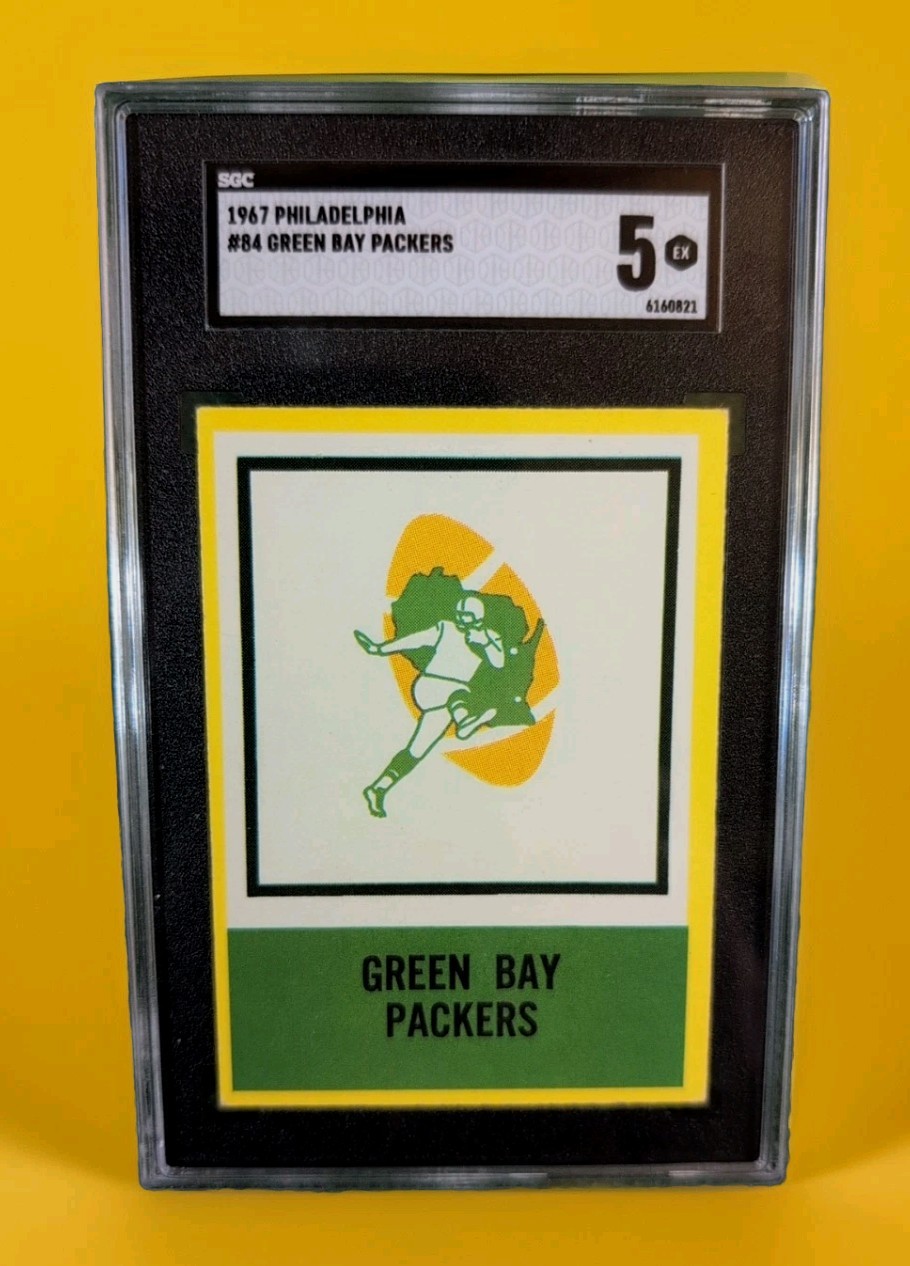 SGC
1967 PHILADELPHIA
#84 GREEN BAY PACKERS
5 EX
6160821
GREEN BAY
PACKERS